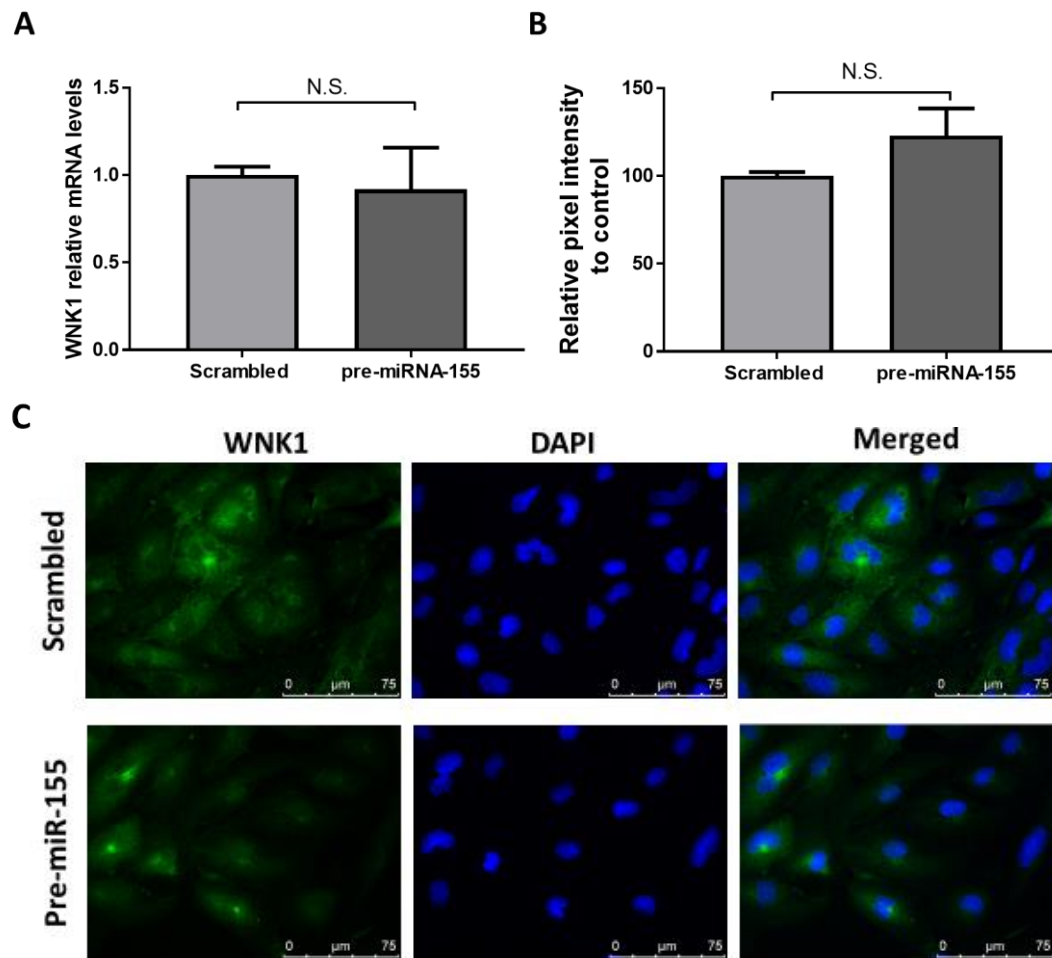 A
WNK1 relative mRNA levels
1.5
1.0
0.5
0.0
N.S.
Scrambled
pre-miRNA-155
B
Relative pixel intensity
to control
150
100
50
0
N.S.
Scrambled
pre-miRNA-155
C
WNK1
DAPI
Merged
Scrambled
0 µm 75
0 µm 75
0 µm 75
Pre-miR-155
0 µm 75
0 µm 75
0 µm 75